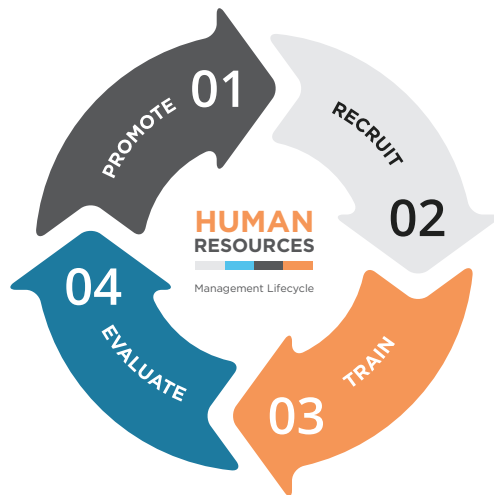 01
PROMOTE
RECRUIT
02
HUMAN
RESOURCES
Management Lifecycle
04
EVALUATE
TRAIN
03